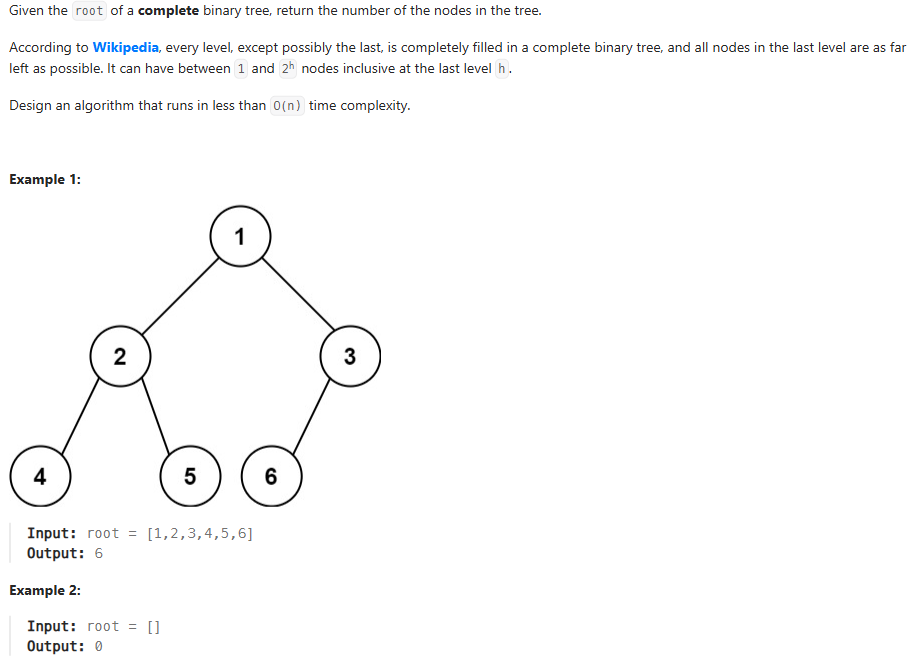 Given the root of a complete binary tree, return the number of the nodes in the tree.
According to Wikipedia, every level, except possibly the last, is completely filled in a complete binary tree, and all nodes in the last level are as far
left as possible. It can have between 1 and 2ʰ nodes inclusive at the last level h.
Design an algorithm that runs in less than O(n) time complexity.
Example 1:
1
2 3
4 5 6
Input: root = [1,2,3,4,5,6]
Output: 6
Example 2:
Input: root = []
Output: 0